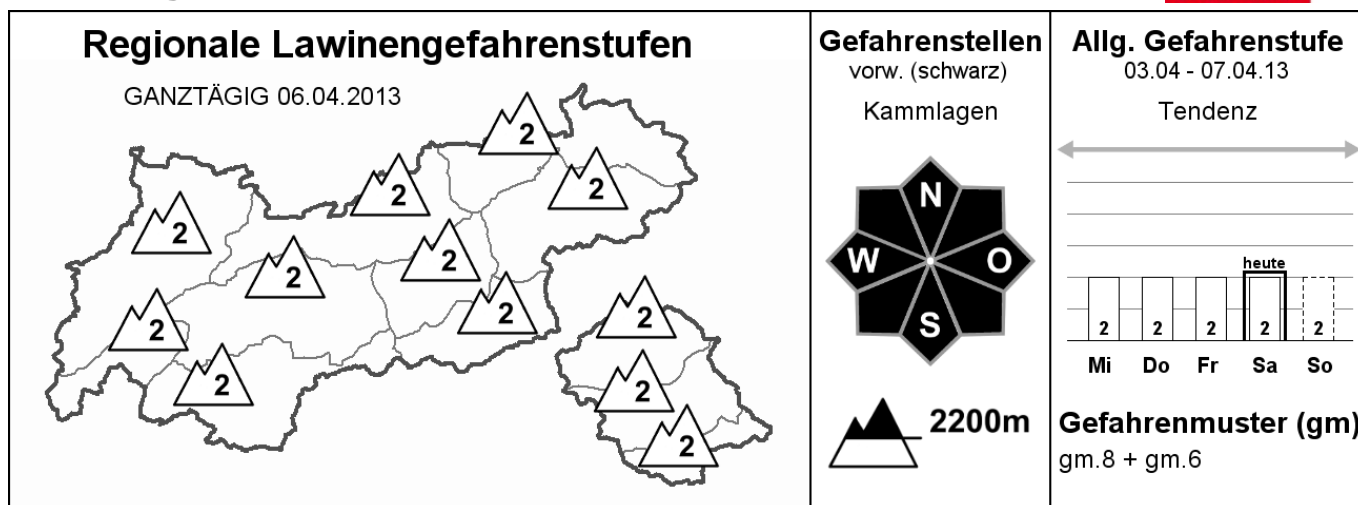 Regionale Lawinengefahrenstufen
GANZTÄGIG 06.04.2013
2
2
2
2
2
2
2
2
2
2
2
2
Gefahrenstellen
vorw. (schwarz)
Kammlagen
N
W O
S
2200m
Allg. Gefahrenstufe
03.04 - 07.04.13
Tendenz
heute
2 2 2 2 2
Mi Do Fr Sa So
Gefahrenmuster (gm)
gm.8 + gm.6